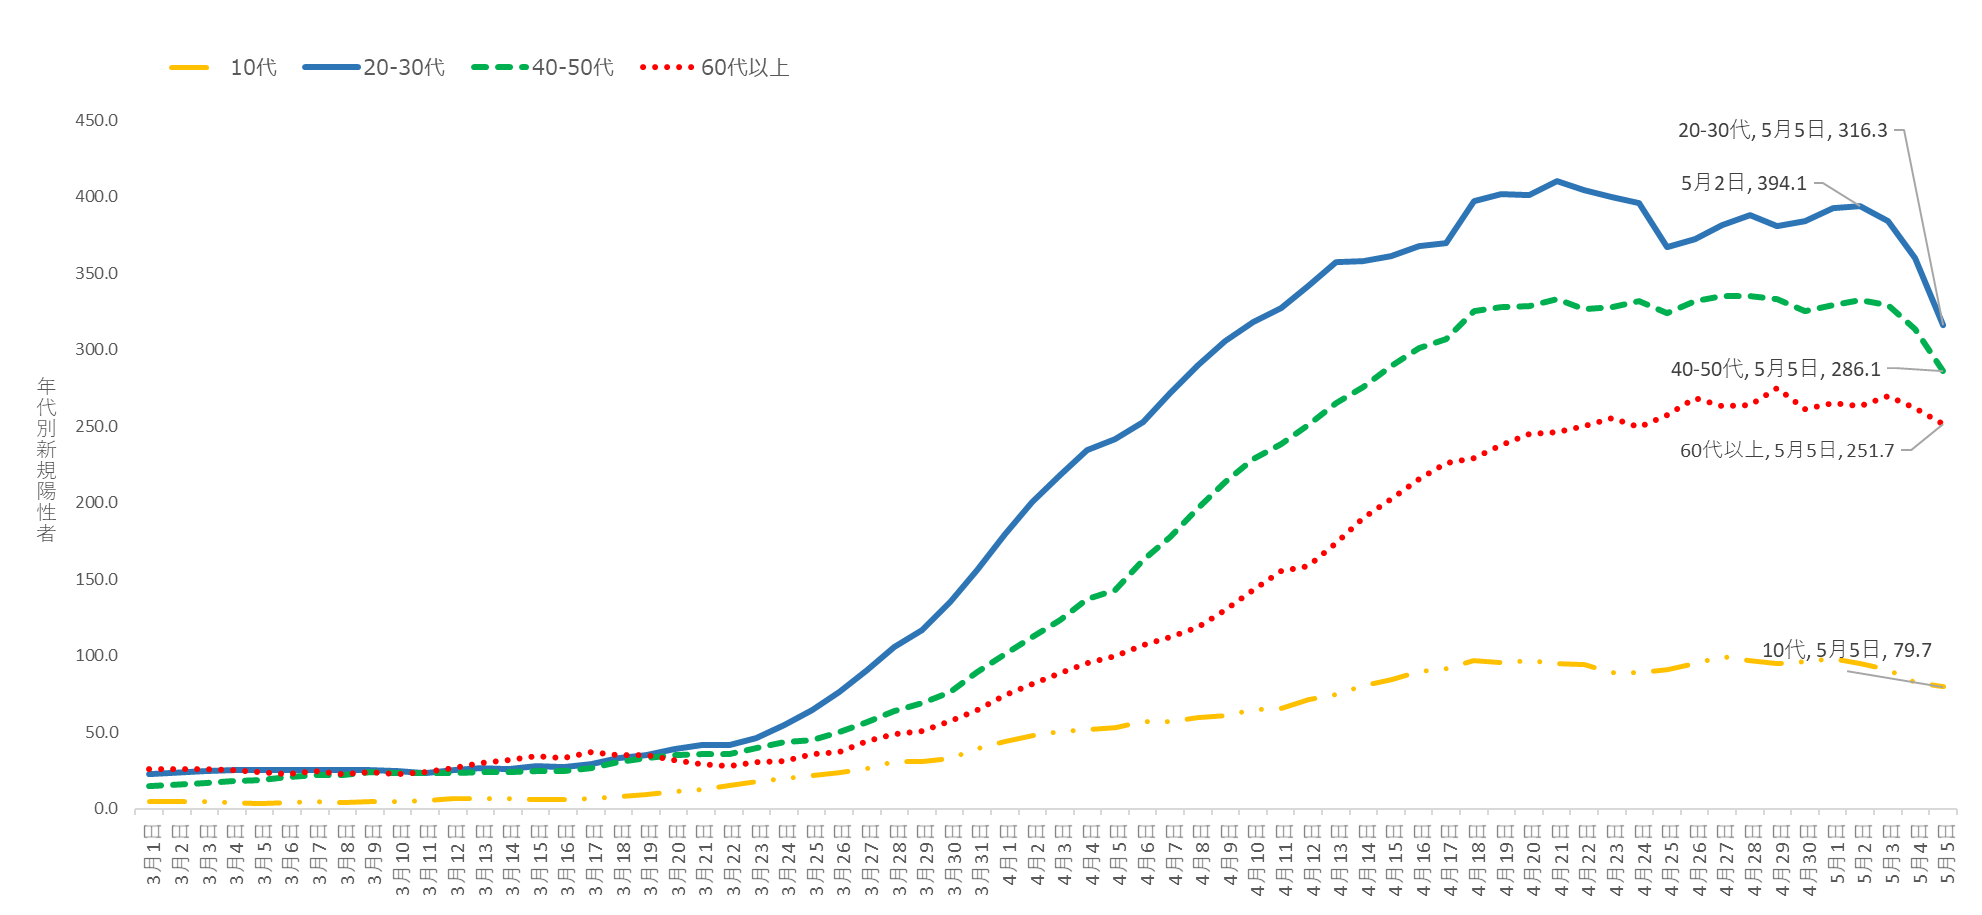 10代 20-30代 40-50代 60代以上
年代別新規陽性者
450.0
400.0
350.0
300.0
250.0
200.0
150.0
100.0
50.0
0.0
20-30代, 5月5日, 316.3
5月2日, 394.1
40-50代, 5月5日, 286.1
60代以上, 5月5日, 251.7
10代, 5月5日, 79.7
3月1日
3月2日
3月3日
3月4日
3月5日
3月6日
3月7日
3月8日
3月9日
3月10日
3月11日
3月12日
3月13日
3月14日
3月15日
3月16日
3月17日
3月18日
3月19日
3月20日
3月21日
3月22日
3月23日
3月24日
3月25日
3月26日
3月27日
3月28日
3月29日
3月30日
3月31日
4月1日
4月2日
4月3日
4月4日
4月5日
4月6日
4月7日
4月8日
4月9日
4月10日
4月11日
4月12日
4月13日
4月14日
4月15日
4月16日
4月17日
4月18日
4月19日
4月20日
4月21日
4月22日
4月23日
4月24日
4月25日
4月26日
4月27日
4月28日
4月29日
4月30日
5月1日
5月2日
5月3日
5月4日
5月5日